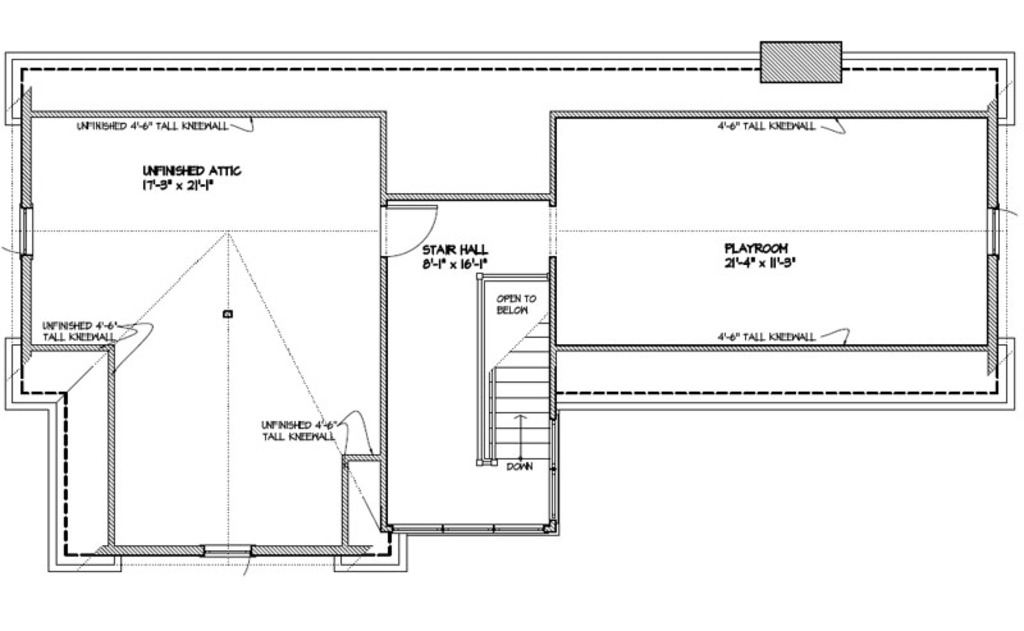 UNFINISHED 4'-6" TALL KNEEWALL
4'-6" TALL KNEEWALL
UNFINISHED ATTIC
17'-3" x 21'-1"
STAIR HALL
8'-1" x 16'-1"
PLAYROOM
21'-4" x 11'-3"
OPEN TO
BELOW
UNFINISHED 4'-6"
TALL KNEEWALL
4'-6" TALL KNEEWALL
UNFINISHED 4'-6"
TALL KNEEWALL
DOWN